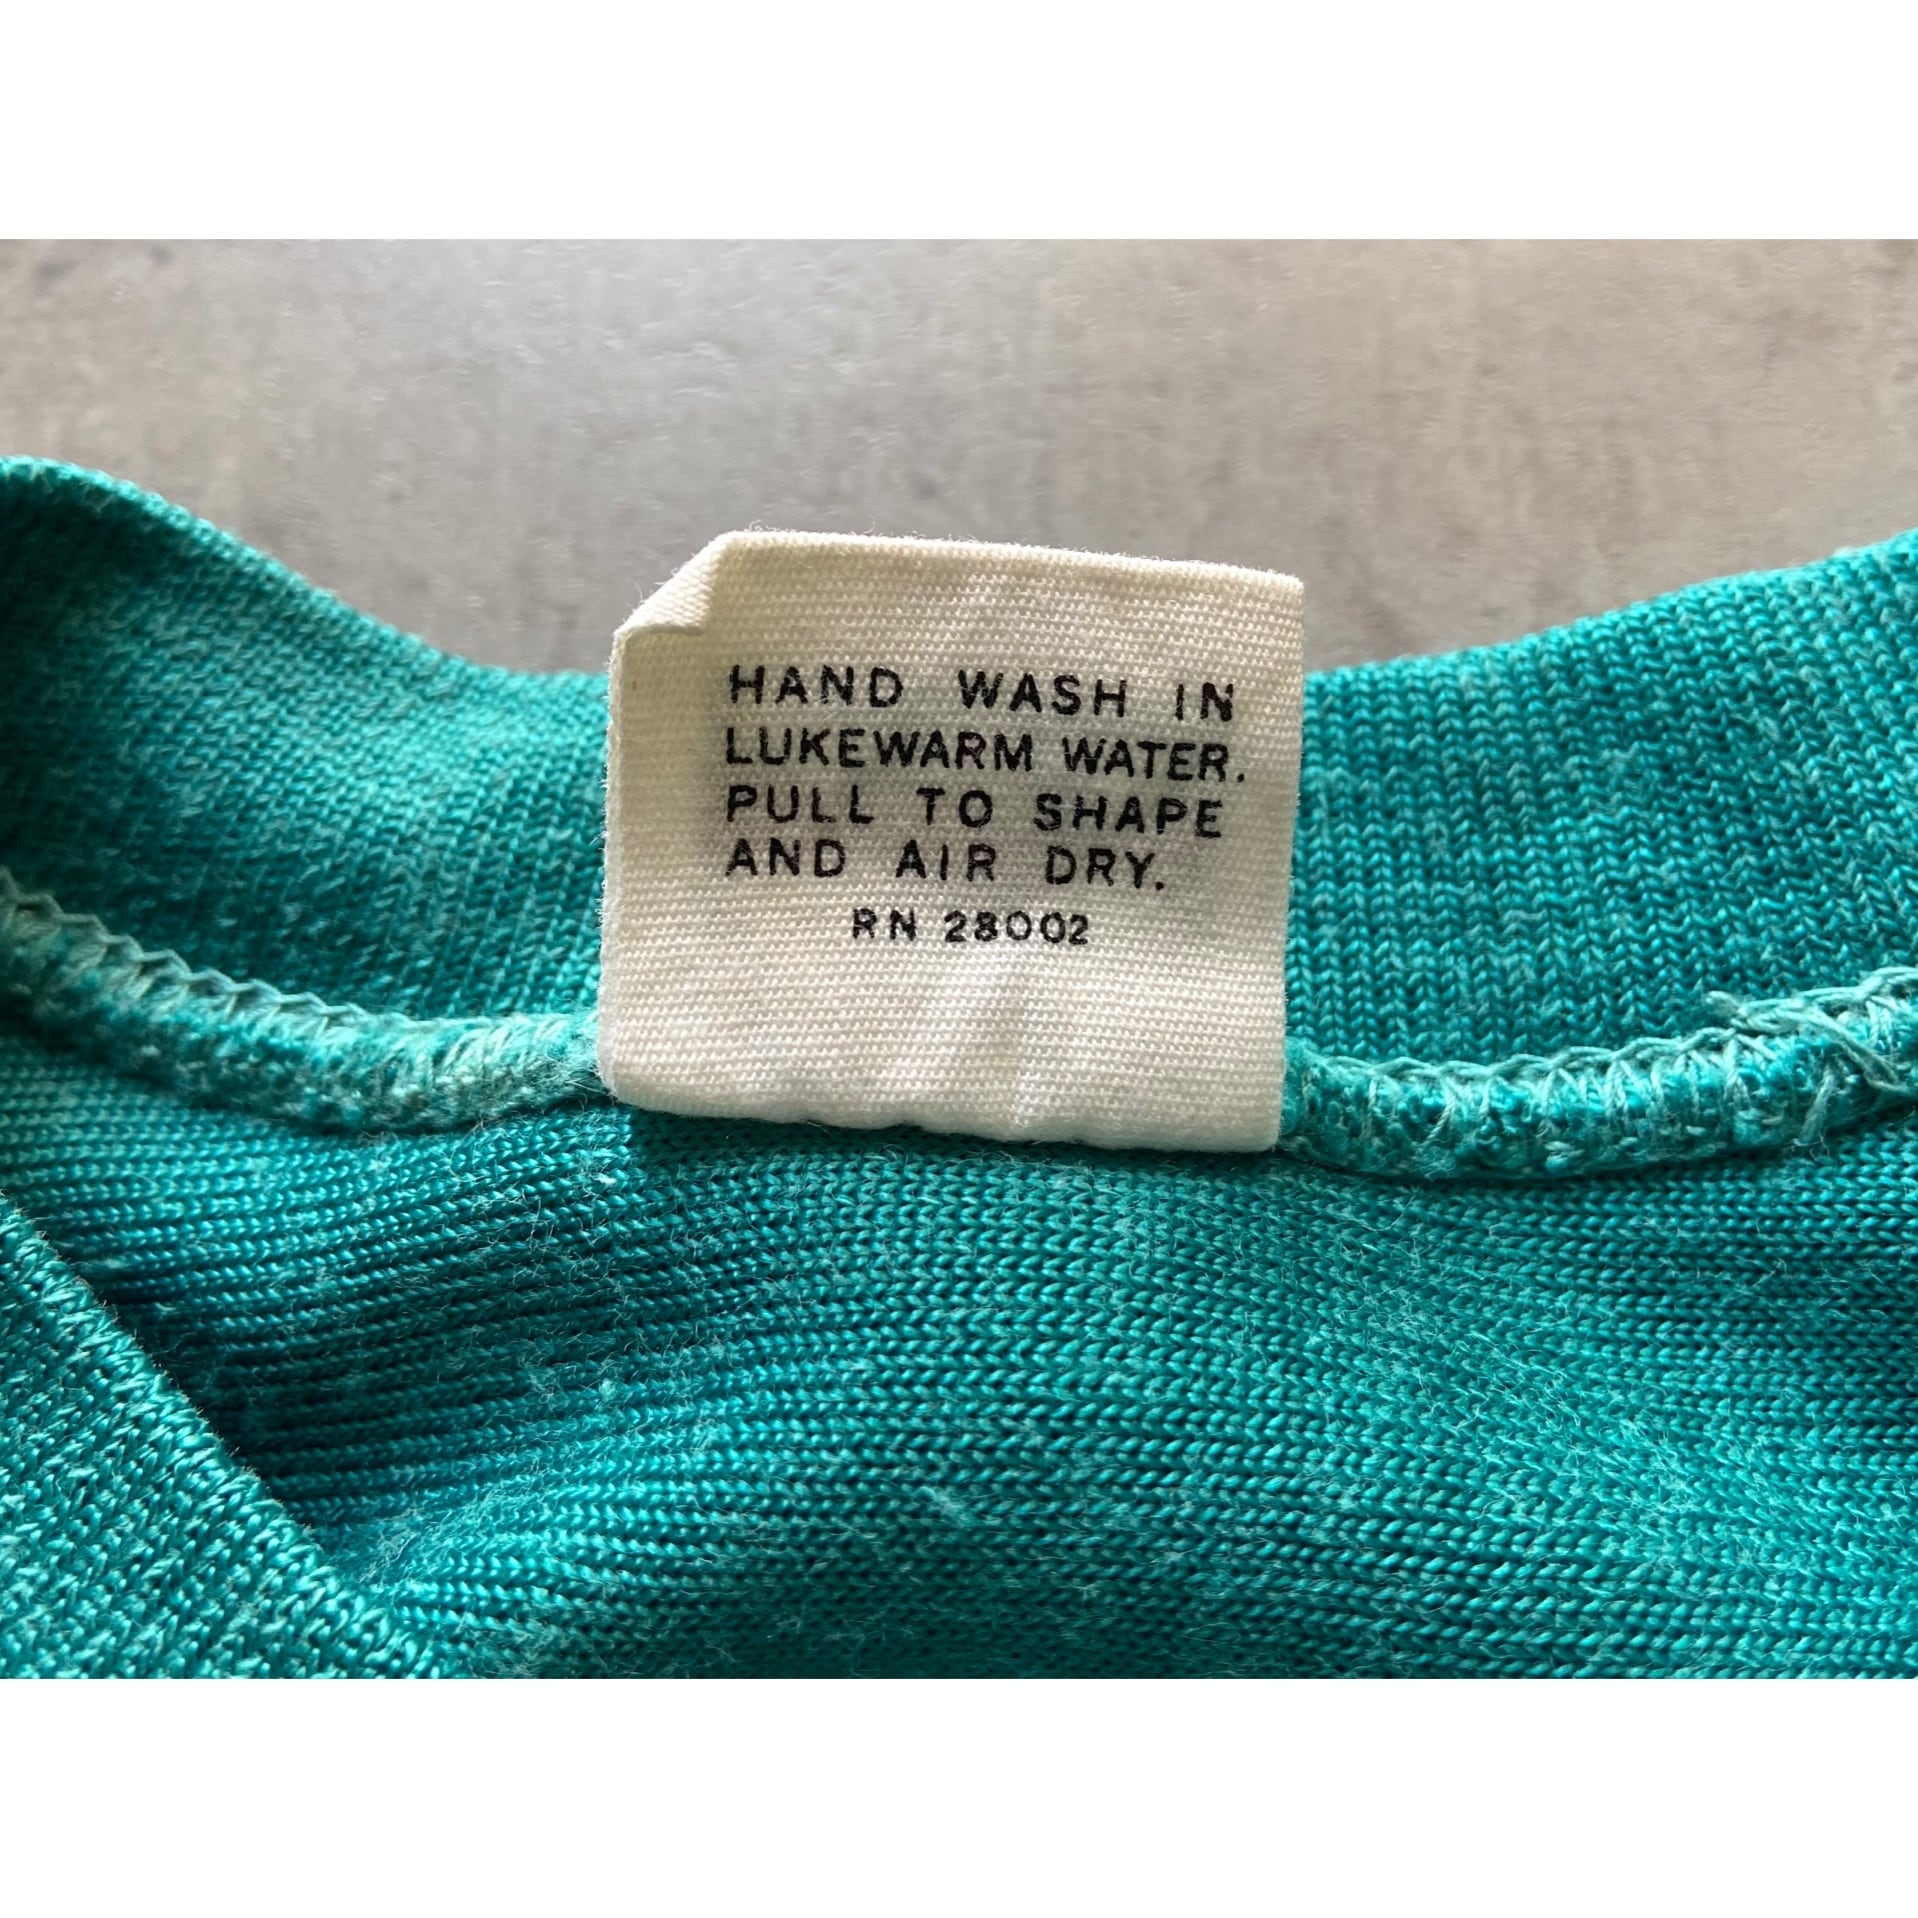 HAND WASH IN
LUKEWARM WATER.
PULL TO SHAPE
AND AIR DRY.
RN 28002